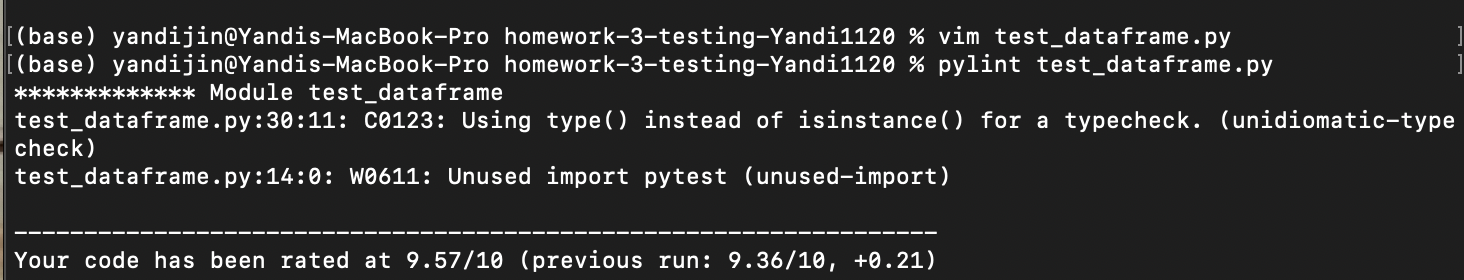 [(base) yandijin@Yandis-MacBook-Pro homework-3-testing-Yandi1120 % vim test_dataframe.py ]
[(base) yandijin@Yandis-MacBook-Pro homework-3-testing-Yandi1120 % pylint test_dataframe.py ]
************* Module test_dataframe
test_dataframe.py:30:11: C0123: Using type() instead of isinstance() for a typecheck. (unidiomatic-type
check)
test_dataframe.py:14:0: W0611: Unused import pytest (unused-import)
------------------------------------------------------------------
Your code has been rated at 9.57/10 (previous run: 9.36/10, +0.21)